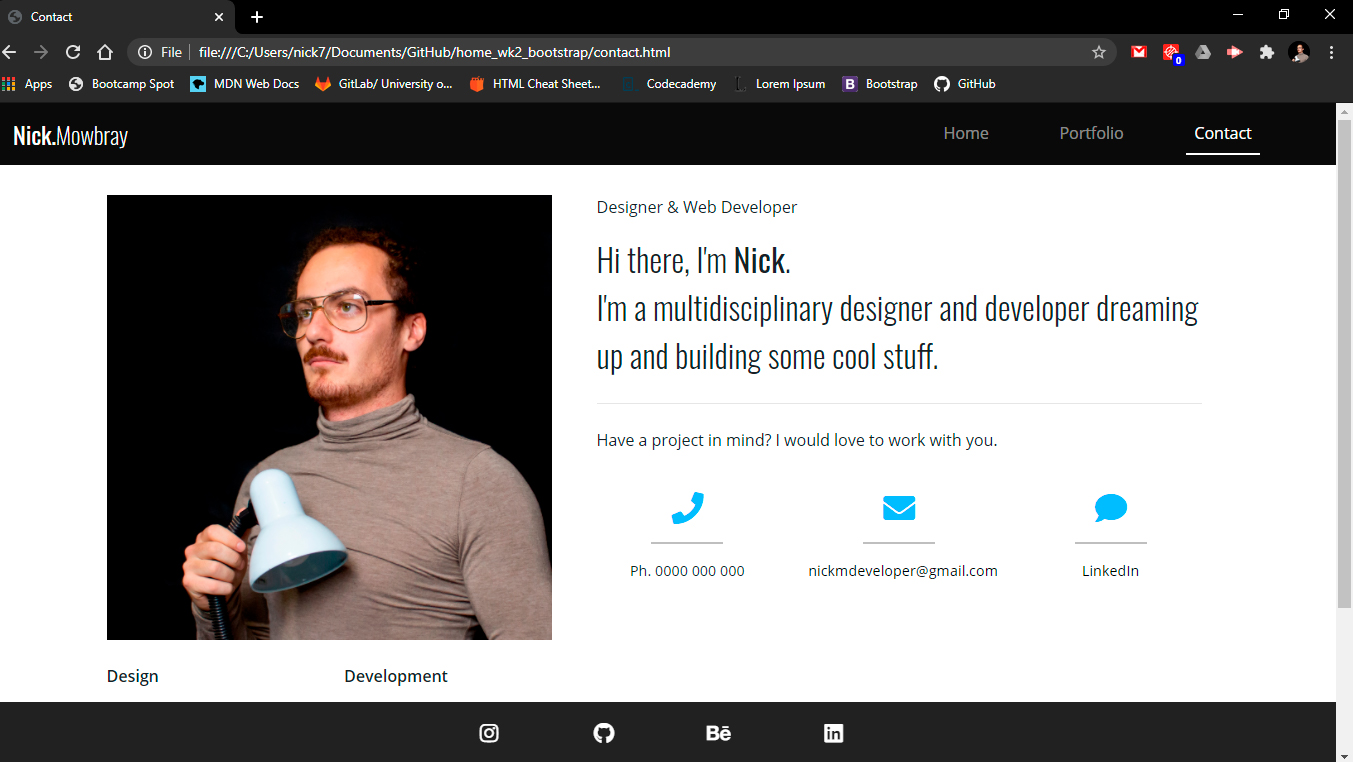 Contact
File
file:///C:/Users/nick7/Documents/GitHub/home_wk2_bootstrap/contact.html
0
Apps
Bootcamp Spot
MDN Web Docs
GitLab/ University o...
HTML Cheat Sheet...
Codecademy
Lorem Ipsum
B Bootstrap
GitHub
Nick.Mowbray
Home
Portfolio
Contact
Designer & Web Developer
Hi there, I'm Nick.
I'm a multidisciplinary designer and developer dreaming
up and building some cool stuff.
Have a project in mind? I would love to work with you.
Ph. 0000 000 000
nickmdeveloper@gmail.com
LinkedIn
Design
Development
Bē
in